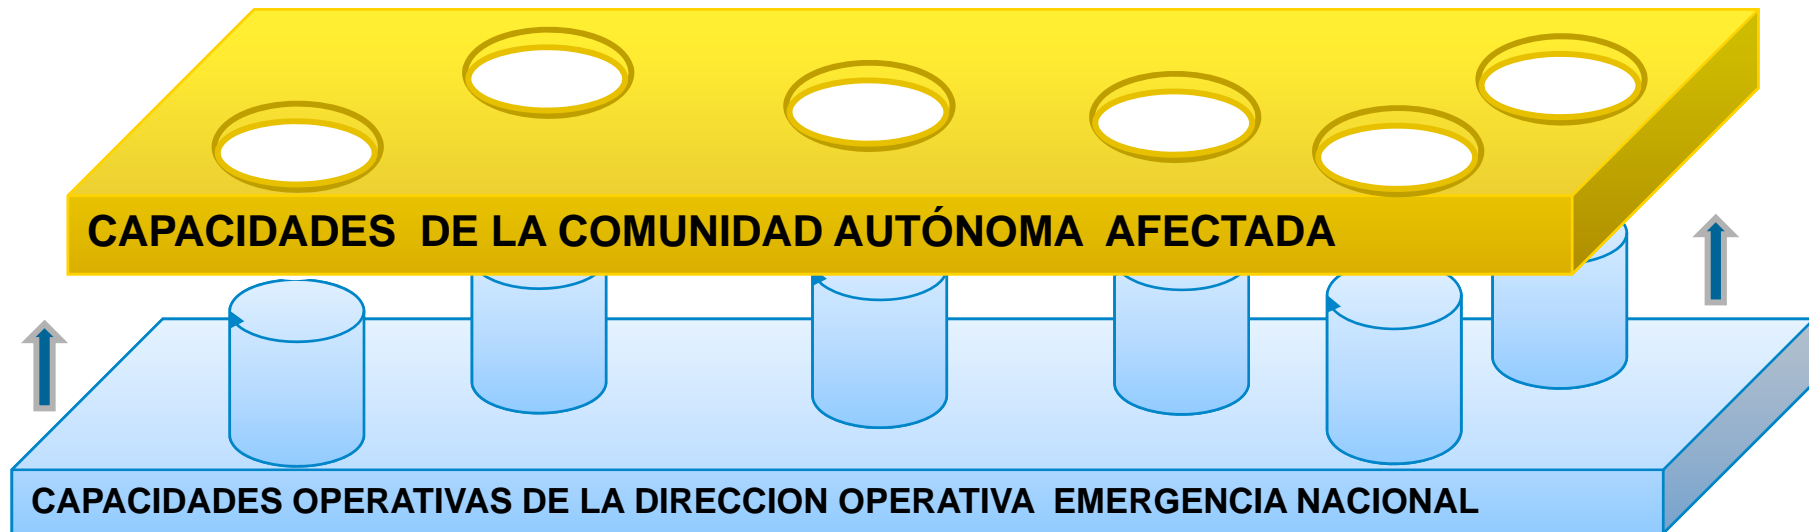 CAPACIDADES DE LA COMUNIDAD AUTÓNOMA AFECTADA
CAPACIDADES OPERATIVAS DE LA DIRECCION OPERATIVA EMERGENCIA NACIONAL